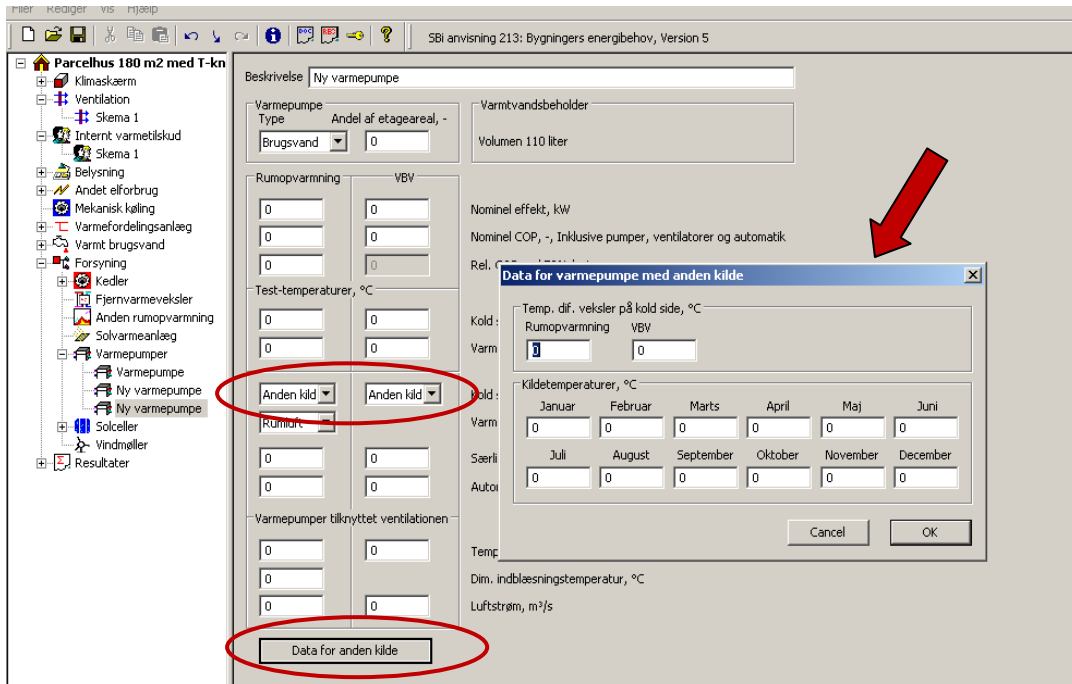 Filer Rediger Vis Hjælp
SBi anvisning 213: Bygningers energibehov, Version 5
Parcelhus 180 m2 med T-kn
Klimaskærm
Ventilation
Skema 1
Internt varmetilskud
Skema 1
Belysning
Andet elforbrug
Mekanisk køling
Varmefordelingsanlæg
Varmt brugsvand
Forsyning
Kedler
Fjernvarmeveksler
Anden rumopvarmning
Solvarmeanlæg
Varmepumper
Varmepumpe
Ny varmepumpe
Ny varmepumpe
Solceller
Vindmøller
Resultater
Beskrivelse Ny varmepumpe
Varmepumpe
Type Andel af etageareal, -
Brugsvand 0
Varmtvandsbeholder
Volumen 110 liter
Rumopvarmning VBV
0 0 Nominel effekt, kW
0 0 Nominel COP, -, Inklusive pumper, ventilatorer og automatik
0 0 Rel.
Test-temperaturer, °C
0 0 Kold
0 0 Varm
Anden kild Anden kild Kold s
Rumluft Varm
0 0 Særli
0 0 Autor
Varmepumper tilknyttet ventilationen
0 0 Temp
0 Dim. indblæsningstemperatur, °C
0 0 Luftstrøm, m³/s
Data for anden kilde
Data for varmepumpe med anden kilde
Temp. dif. veksler på kold side, °C
Rumopvarmning VBV
0 0
Kildetemperaturer, °C
Januar Februar Marts April Maj Juni
0 0 0 0 0 0
Juli August September Oktober November December
0 0 0 0 0 0
Cancel OK